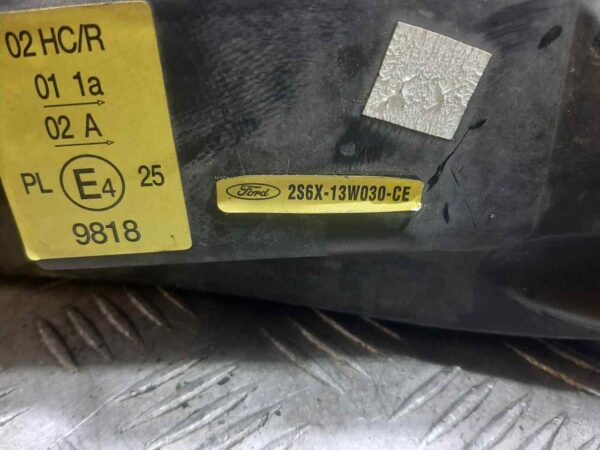 02 HC/R
01 1a
02 A
PL E4 25
9818
Ford 2S6X-13W030-CE